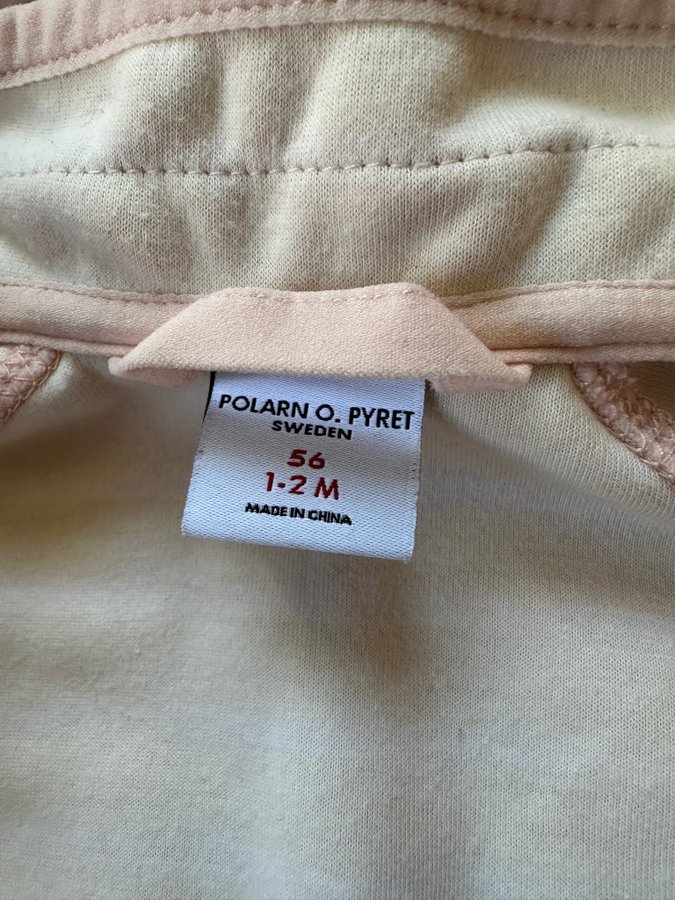 POLARN O. PYRET
SWEDEN
56
1-2 M
MADE IN CHINA